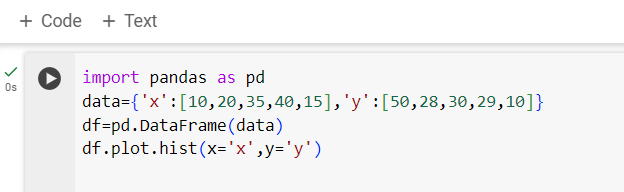 + Code + Text
0s
import pandas as pd
data={'x':[10,20,35,40,15],'y':[50,28,30,29,10]}
df=pd.DataFrame(data)
df.plot.hist(x='x',y='y')